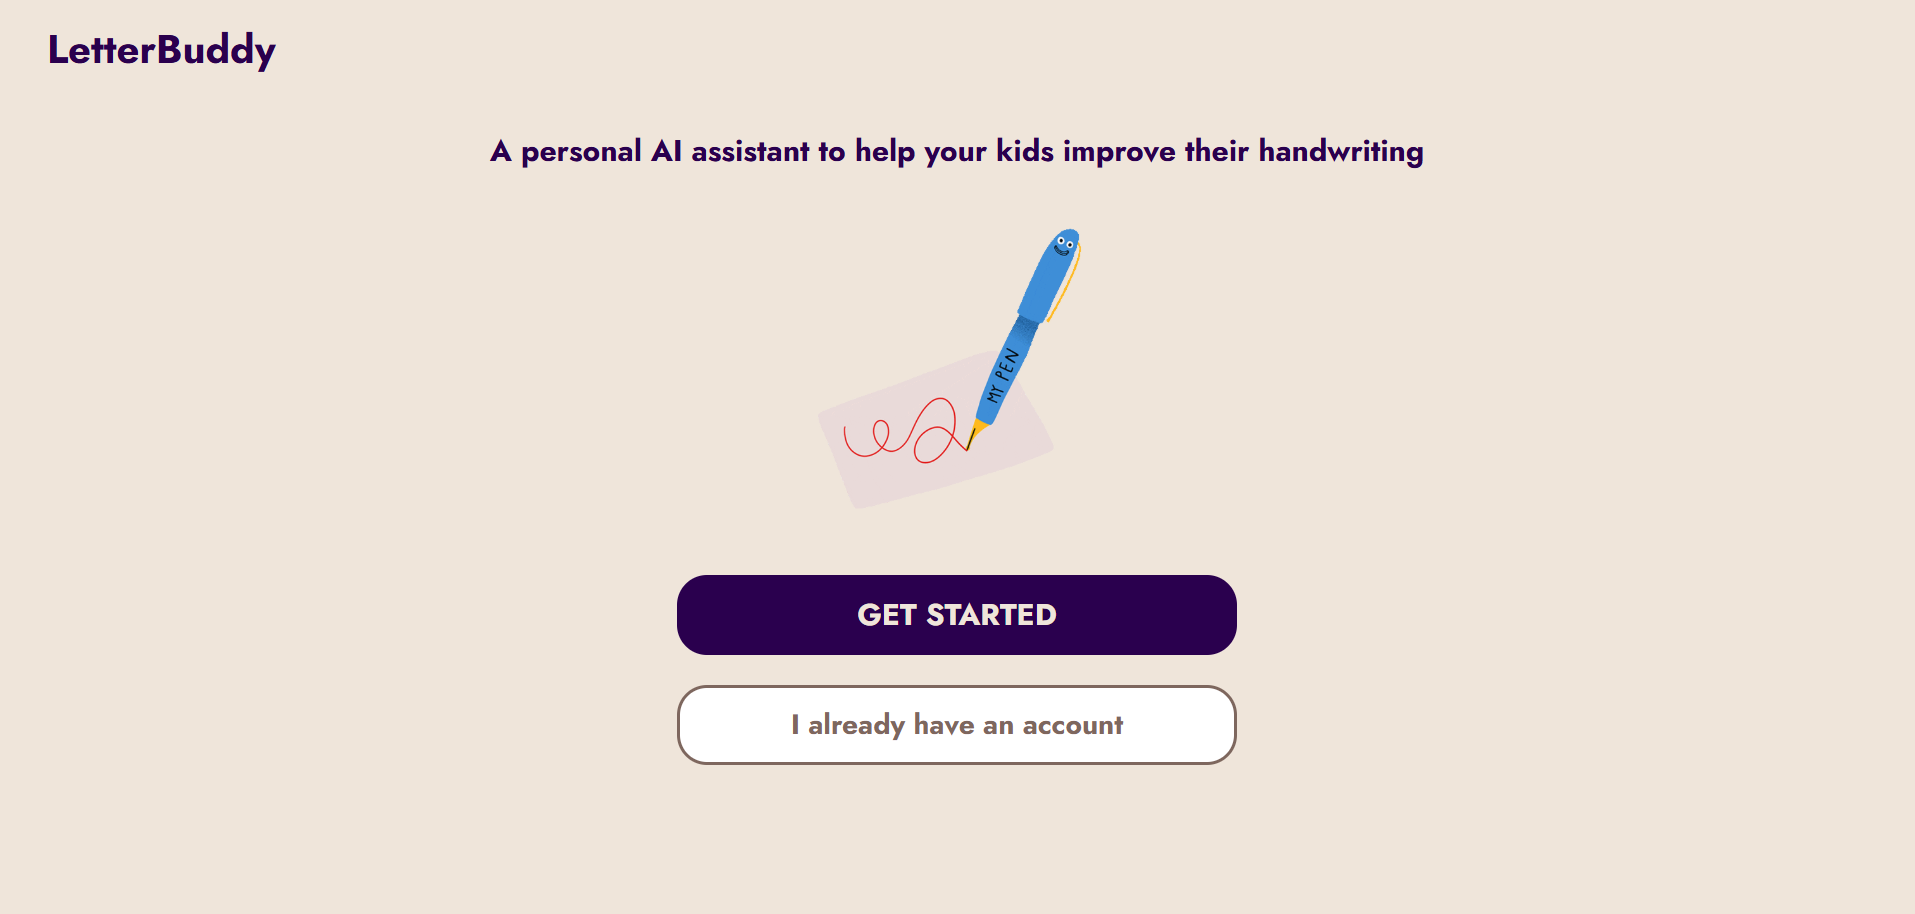 LetterBuddy
A personal AI assistant to help your kids improve their handwriting
MY PEN
GET STARTED
I already have an account